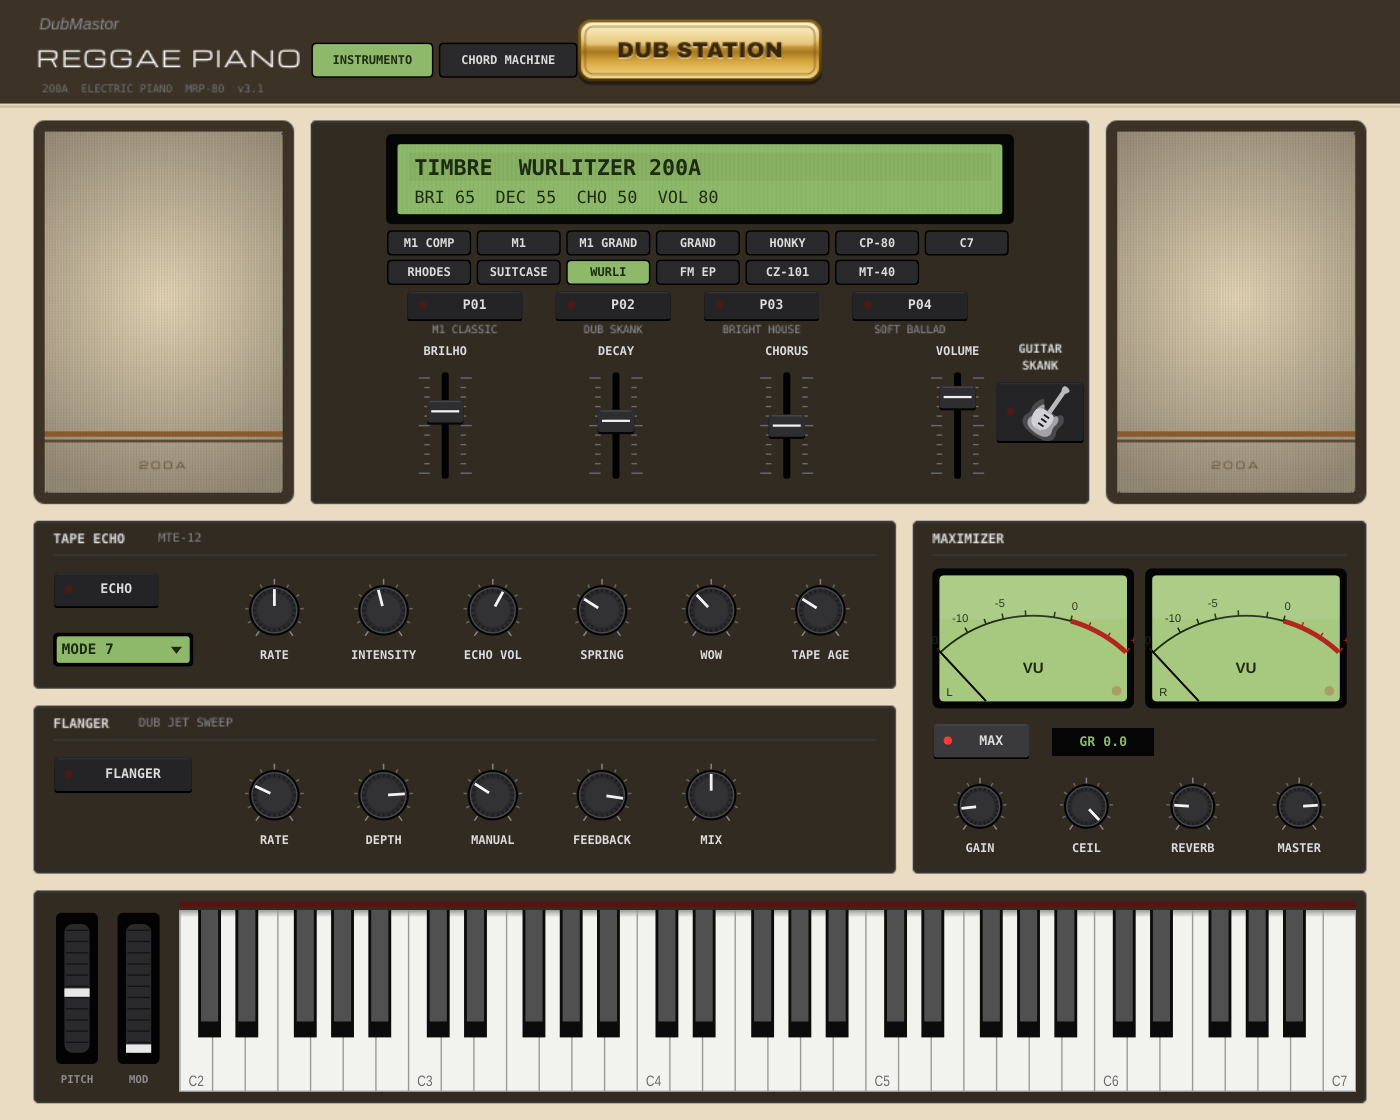 DubMastor
REGGAE PIANO
INSTRUMENTO
CHORD MACHINE
DUB STATION
200A ELECTRIC PIANO MRP-80 v3.1
TIMBRE WURLITZER 200A
BRI 65 DEC 55 CHO 50 VOL 80
M1 COMP
M1
M1 GRAND
GRAND
HONKY
CP-80
C7
RHODES
SUITCASE
WURLI
FM EP
CZ-101
MT-40
P01
P02
P03
P04
M1 CLASSIC
DUB SKANK
BRIGHT HOUSE
SOFT BALLAD
BRILHO
DECAY
CHORUS
VOLUME
GUITAR
SKANK
200A
200A
TAPE ECHO MTE-12
ECHO
MODE 7
RATE
INTENSITY
ECHO VOL
SPRING
WOW
TAPE AGE
MAXIMIZER
-10
-5
0
VU
L
-10
-5
0
VU
R
MAX
GR 0.0
GAIN
CEIL
REVERB
MASTER
FLANGER DUB JET SWEEP
FLANGER
RATE
DEPTH
MANUAL
FEEDBACK
MIX
PITCH
MOD
C2
C3
C4
C5
C6
C7